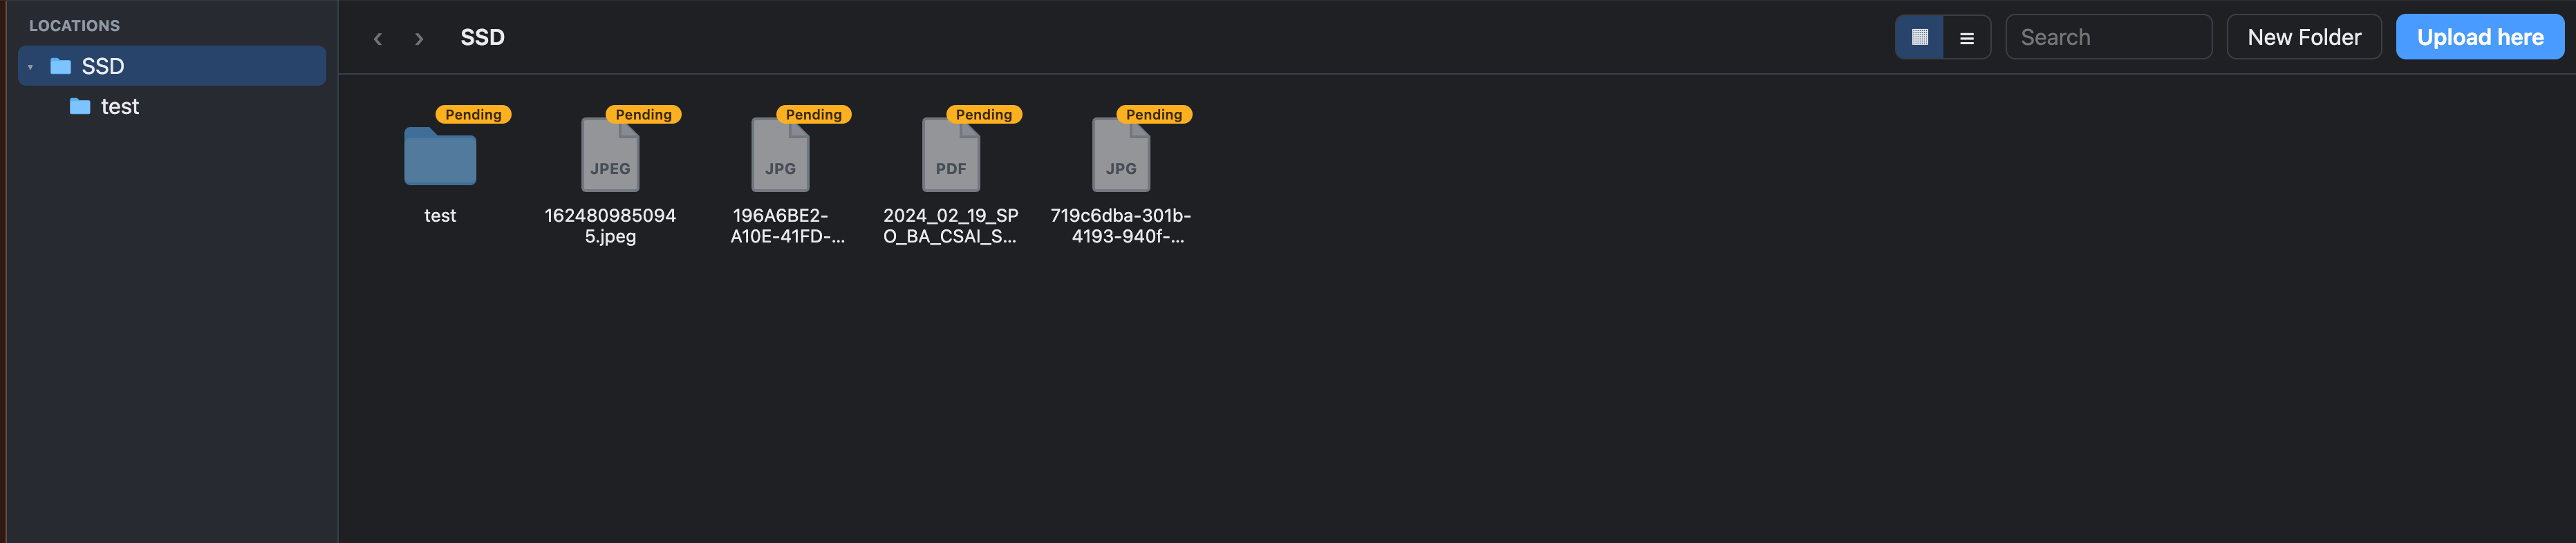 LOCATIONS
SSD
test
SSD
Search
New Folder
Upload here
Pending
test
Pending
JPEG
162480985094
5.jpeg
Pending
JPG
196A6BE2-
A10E-41FD-...
Pending
PDF
2024_02_19_SP
O_BA_CSAI_S...
Pending
JPG
719c6dba-301b-
4193-940f-...